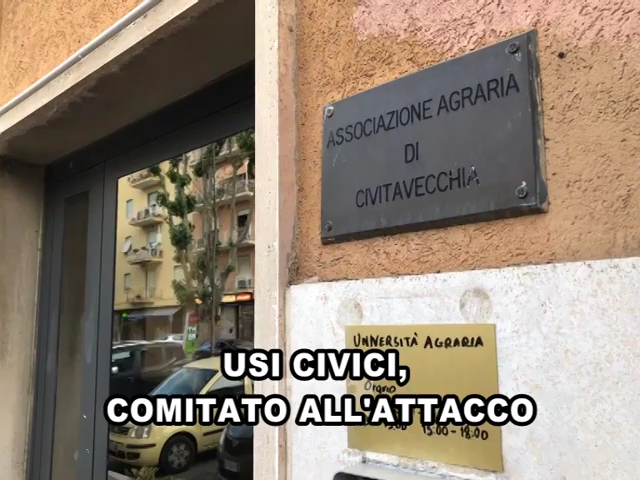 ASSOCIAZIONE AGRARIA
DI
CIVITAVECCHIA
UNIVERSITÀ AGRARIA
USI CIVICI,
COMITATO ALL'ATTACCO
15.00-18.00